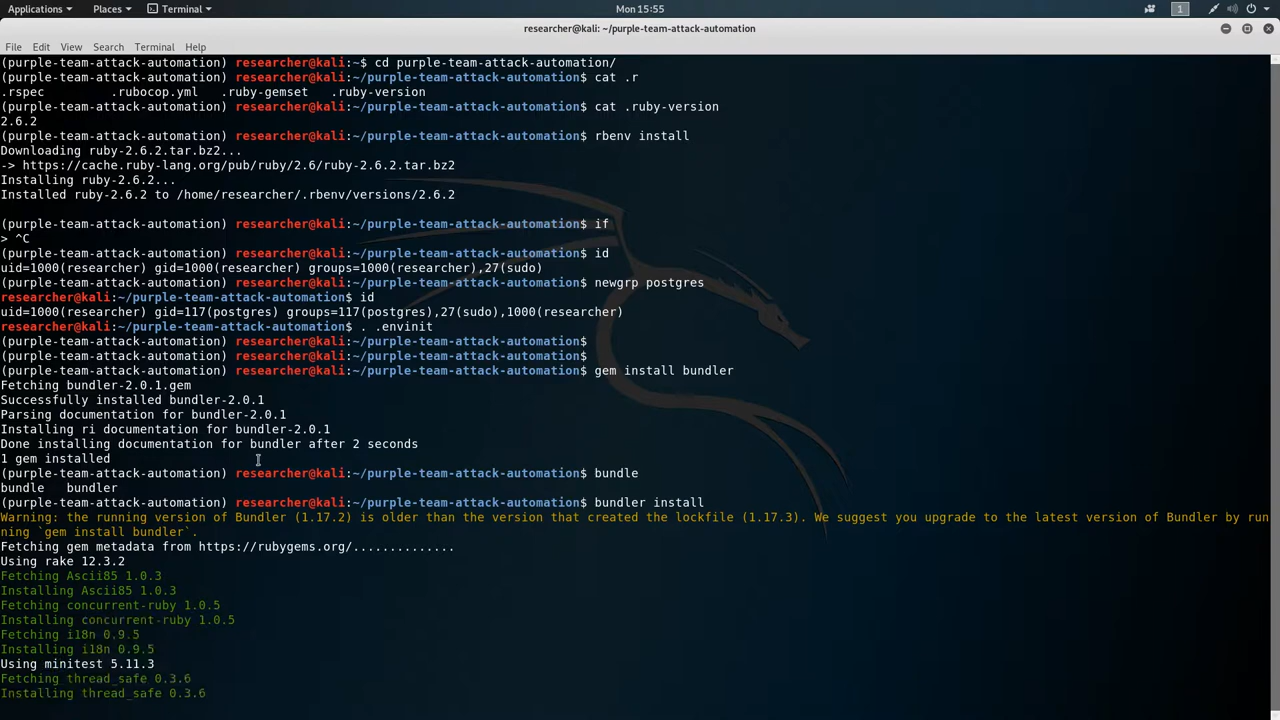 Applications Places Terminal Mon 15:55 1
researcher@kali: ~/purple-team-attack-automation
File Edit View Search Terminal Help
(purple-team-attack-automation) researcher@kali:~$ cd purple-team-attack-automation/
(purple-team-attack-automation) researcher@kali:~/purple-team-attack-automation$ cat .r
.rspec .rubocop.yml .ruby-gemset .ruby-version
(purple-team-attack-automation) researcher@kali:~/purple-team-attack-automation$ cat .ruby-version
2.6.2
(purple-team-attack-automation) researcher@kali:~/purple-team-attack-automation$ rbenv install
Downloading ruby-2.6.2.tar.bz2...
-> https://cache.ruby-lang.org/pub/ruby/2.6/ruby-2.6.2.tar.bz2
Installing ruby-2.6.2...
Installed ruby-2.6.2 to /home/researcher/.rbenv/versions/2.6.2
(purple-team-attack-automation) researcher@kali:~/purple-team-attack-automation$ if
> ^C
(purple-team-attack-automation) researcher@kali:~/purple-team-attack-automation$ id
uid=1000(researcher) gid=1000(researcher) groups=1000(researcher),27(sudo)
(purple-team-attack-automation) researcher@kali:~/purple-team-attack-automation$ newgrp postgres
researcher@kali:~/purple-team-attack-automation$ id
uid=1000(researcher) gid=117(postgres) groups=117(postgres),27(sudo),1000(researcher)
researcher@kali:~/purple-team-attack-automation$ . .envinit
(purple-team-attack-automation) researcher@kali:~/purple-team-attack-automation$
(purple-team-attack-automation) researcher@kali:~/purple-team-attack-automation$
(purple-team-attack-automation) researcher@kali:~/purple-team-attack-automation$ gem install bundler
Fetching bundler-2.0.1.gem
Successfully installed bundler-2.0.1
Parsing documentation for bundler-2.0.1
Installing ri documentation for bundler-2.0.1
Done installing documentation for bundler after 2 seconds
1 gem installed
(purple-team-attack-automation) researcher@kali:~/purple-team-attack-automation$ bundle
bundle bundler
(purple-team-attack-automation) researcher@kali:~/purple-team-attack-automation$ bundler install
Warning: the running version of Bundler (1.17.2) is older than the version that created the lockfile (1.17.3). We suggest you upgrade to the latest version of Bundler by run
ning `gem install bundler`.
Fetching gem metadata from https://rubygems.org/..............
Using rake 12.3.2
Fetching Ascii85 1.0.3
Installing Ascii85 1.0.3
Fetching concurrent-ruby 1.0.5
Installing concurrent-ruby 1.0.5
Fetching i18n 0.9.5
Installing i18n 0.9.5
Using minitest 5.11.3
Fetching thread_safe 0.3.6
Installing thread_safe 0.3.6